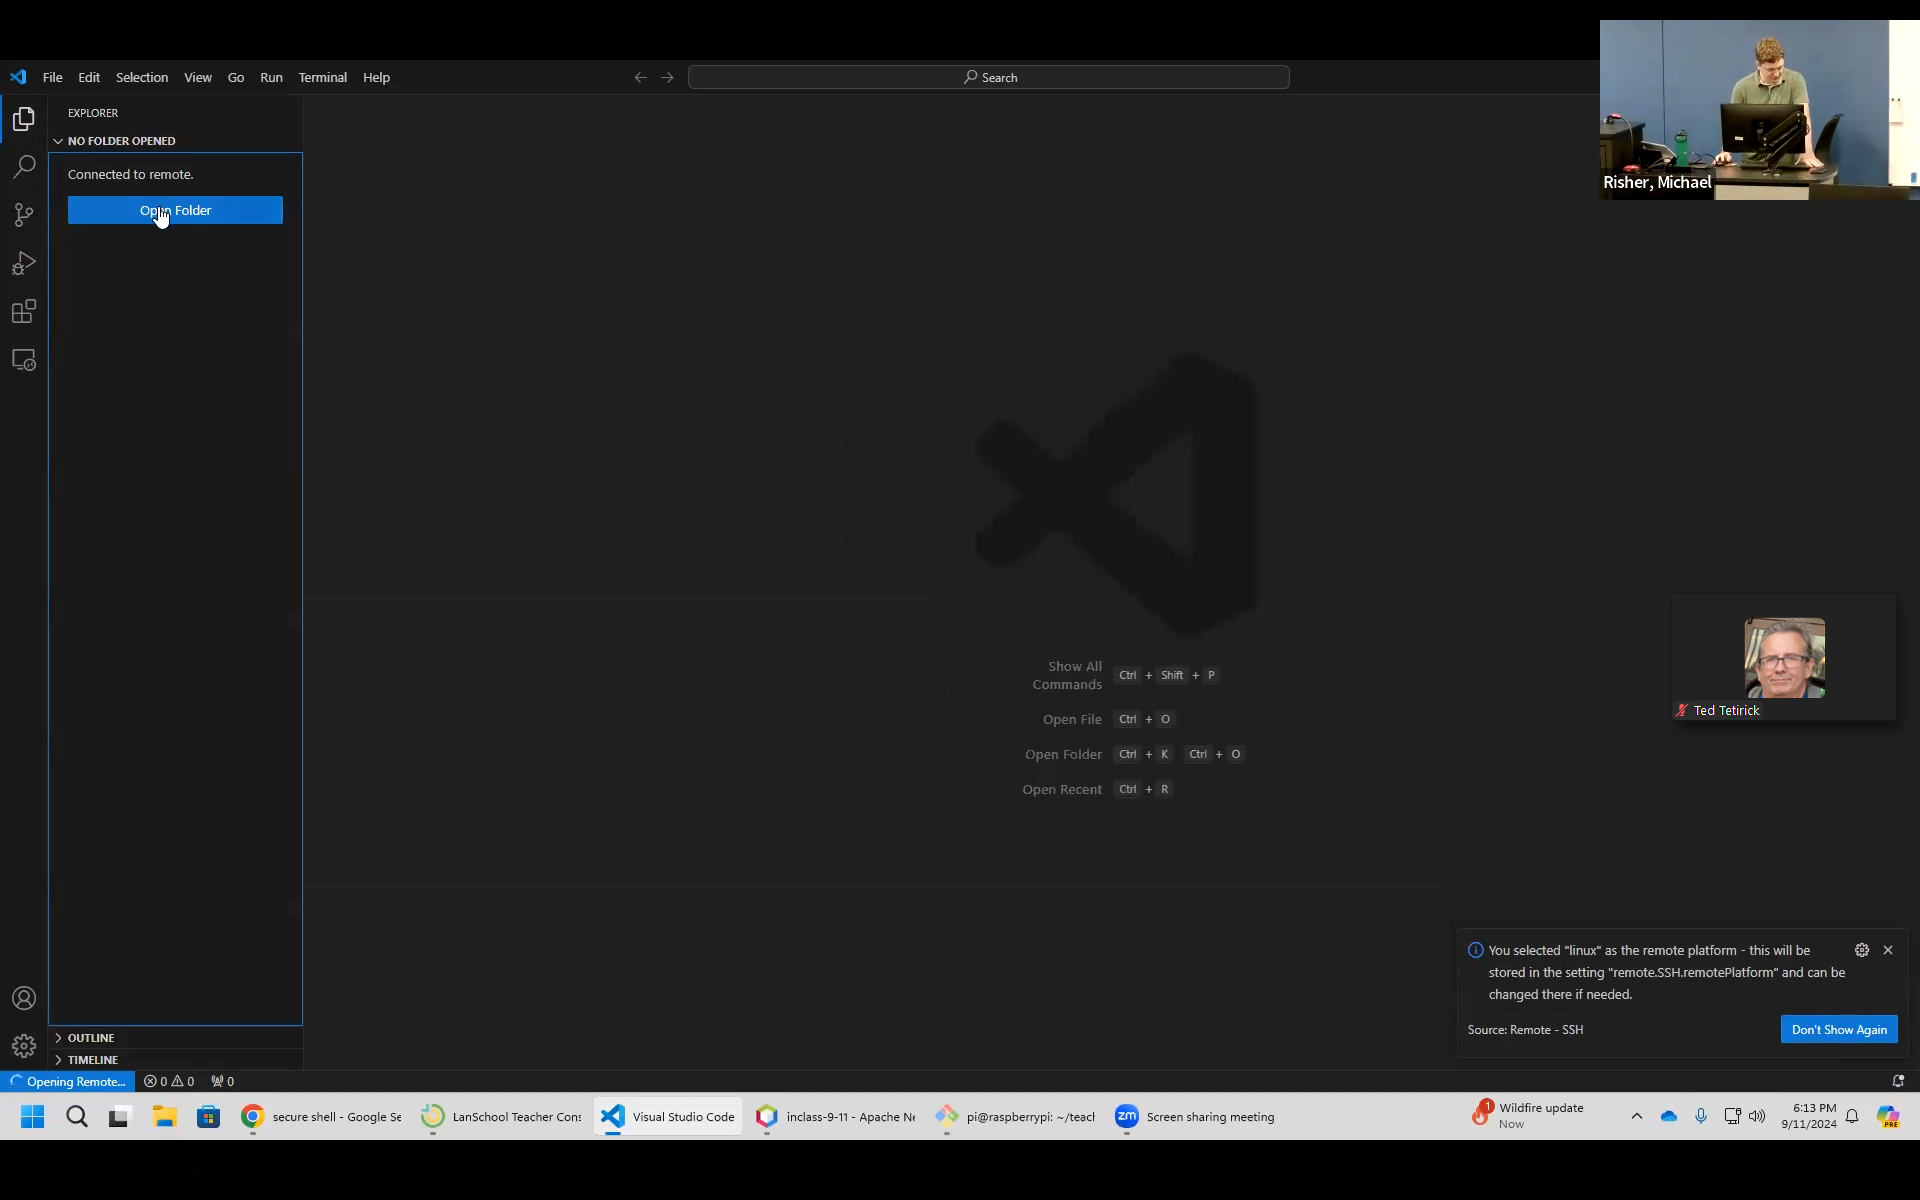 File Edit Selection View Go Run Terminal Help
Search
EXPLORER
NO FOLDER OPENED
Connected to remote.
Open Folder
Risher, Michael
Show All
Commands
Ctrl + Shift + P
Open File Ctrl + O
Open Folder Ctrl + K Ctrl + O
Open Recent Ctrl + R
Ted Tetirick
You selected "linux" as the remote platform - this will be
stored in the setting "remote.SSH.remotePlatform" and can be
changed there if needed.
Source: Remote - SSH
Don't Show Again
OUTLINE
TIMELINE
Opening Remote... 0 0 0
secure shell - Google Se
LanSchool Teacher Cons
Visual Studio Code
inclass-9-11 - Apache Ne
pi@raspberrypi: ~/teach
zm
Screen sharing meeting
1
Wildfire update
Now
6:13 PM
9/11/2024
PRE